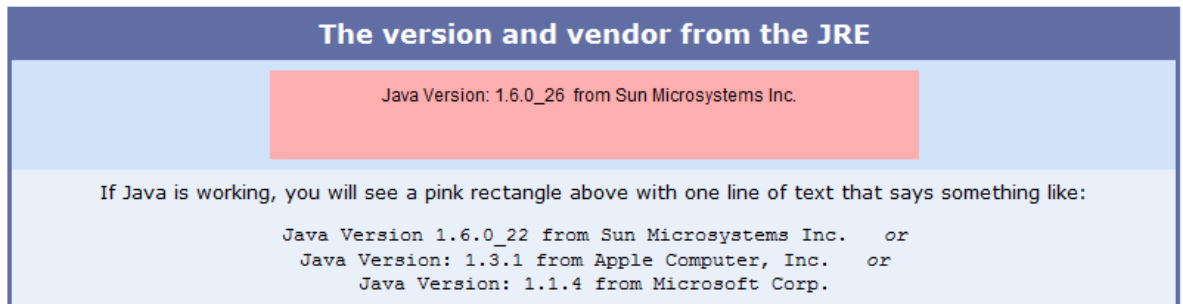 The version and vendor from the JRE
Java Version: 1.6.0_26 from Sun Microsystems Inc.
If Java is working, you will see a pink rectangle above with one line of text that says something like:
Java Version 1.6.0_22 from Sun Microsystems Inc. or
Java Version: 1.3.1 from Apple Computer, Inc. or
Java Version: 1.1.4 from Microsoft Corp.